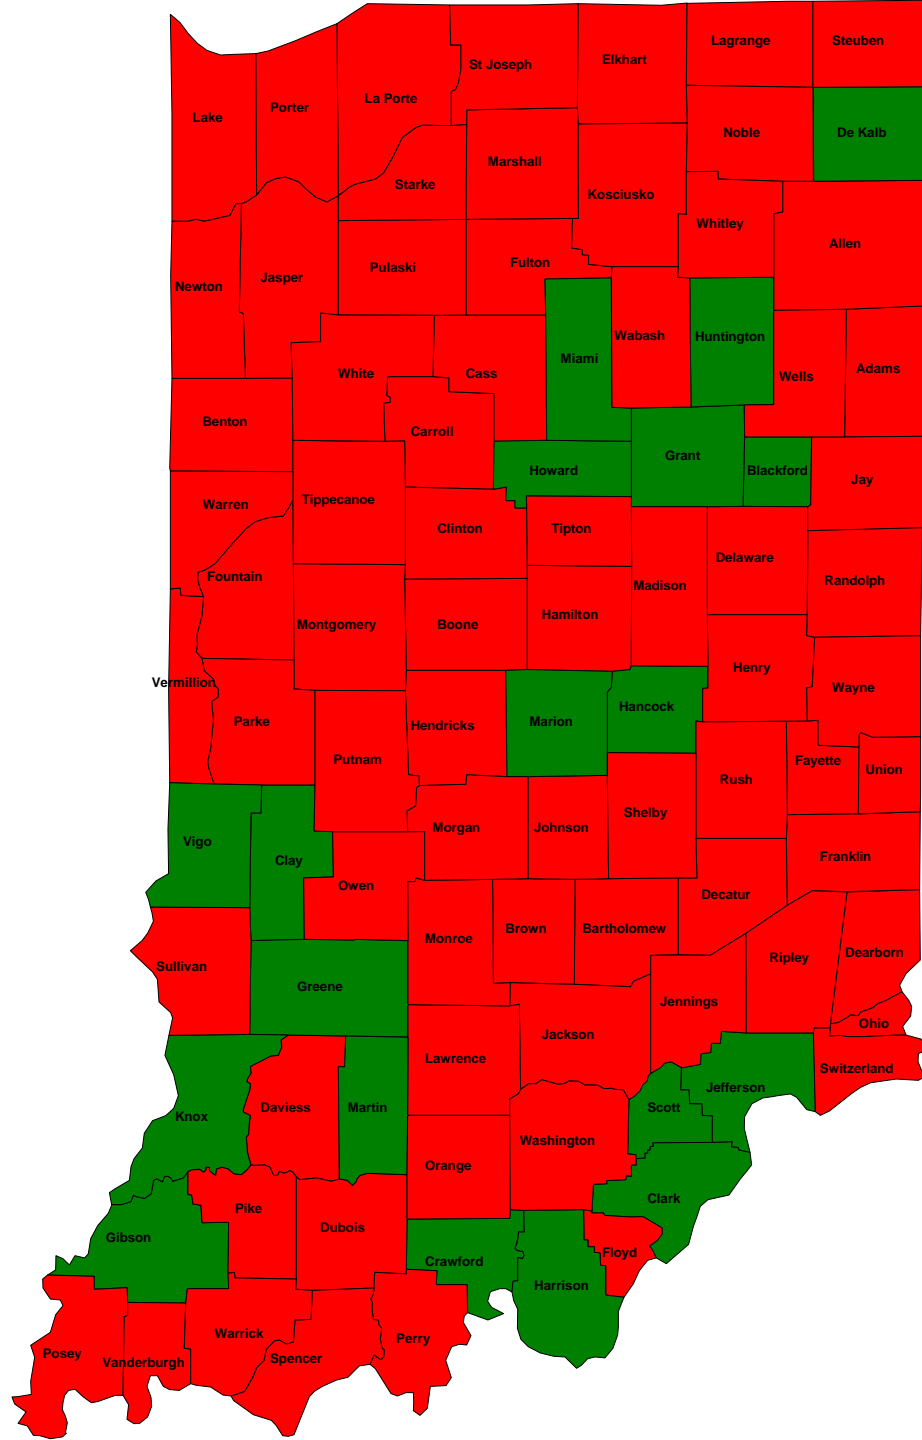 Lagrange
Steuben
Elkhart
St Joseph
La Porte
Porter
Lake
Noble
De Kalb
Marshall
Starke
Kosciusko
Whitley
Allen
Fulton
Pulaski
Jasper
Newton
Wabash
Huntington
Miami
White
Cass
Wells
Adams
Benton
Carroll
Grant
Howard
Blackford
Jay
Warren
Tippecanoe
Clinton
Tipton
Delaware
Fountain
Madison
Randolph
Montgomery
Boone
Hamilton
Henry
Vermillion
Wayne
Parke
Hendricks
Marion
Hancock
Putnam
Rush
Fayette
Union
Vigo
Clay
Morgan
Johnson
Shelby
Franklin
Owen
Decatur
Monroe
Brown
Bartholomew
Sullivan
Ripley
Dearborn
Greene
Jennings
Ohio
Lawrence
Jackson
Switzerland
Jefferson
Knox
Daviess
Martin
Scott
Washington
Orange
Clark
Pike
Dubois
Gibson
Crawford
Floyd
Harrison
Posey
Vanderburgh
Warrick
Spencer
Perry